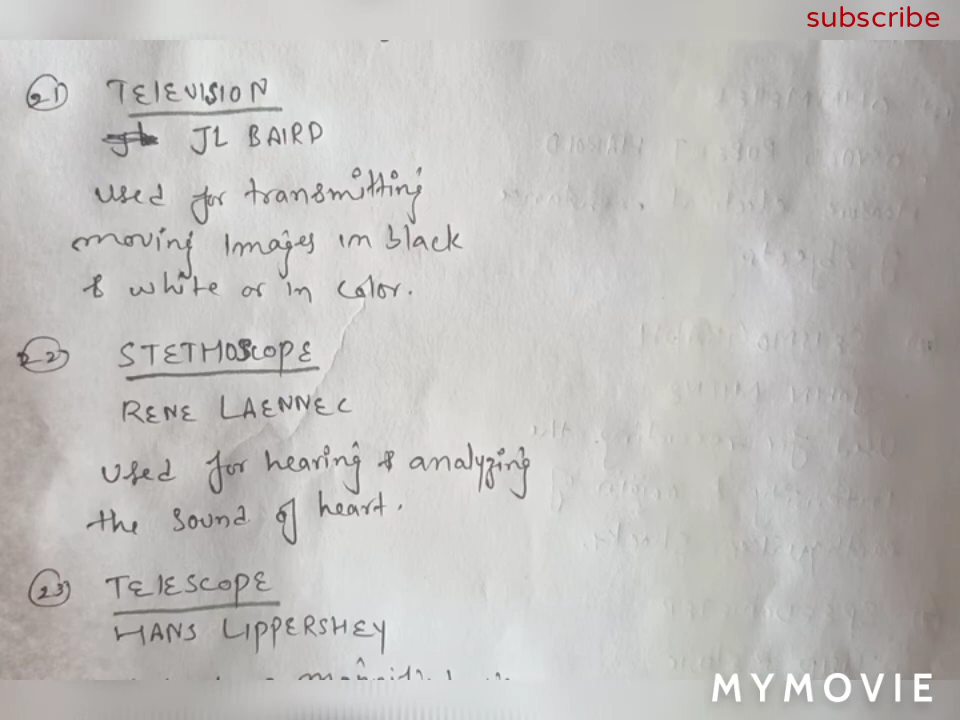 subscribe
21) TELEVISION
JL BAIRD
Used for transmitting
moving images in black
& white or in color.
22) STETHOSCOPE
RENE LAENNEC
Used for hearing & analyzing
the sound of heart.
23) TELESCOPE
HANS LIPPERSHEY
MYMOVIE